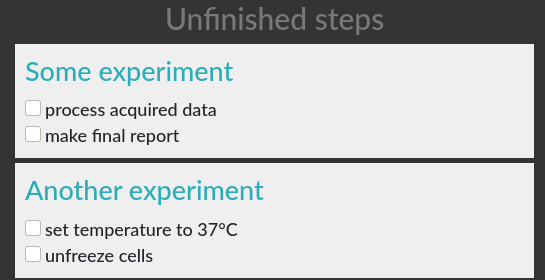 Unfinished steps
Some experiment
process acquired data
make final report
Another experiment
set temperature to 37°C
unfreeze cells